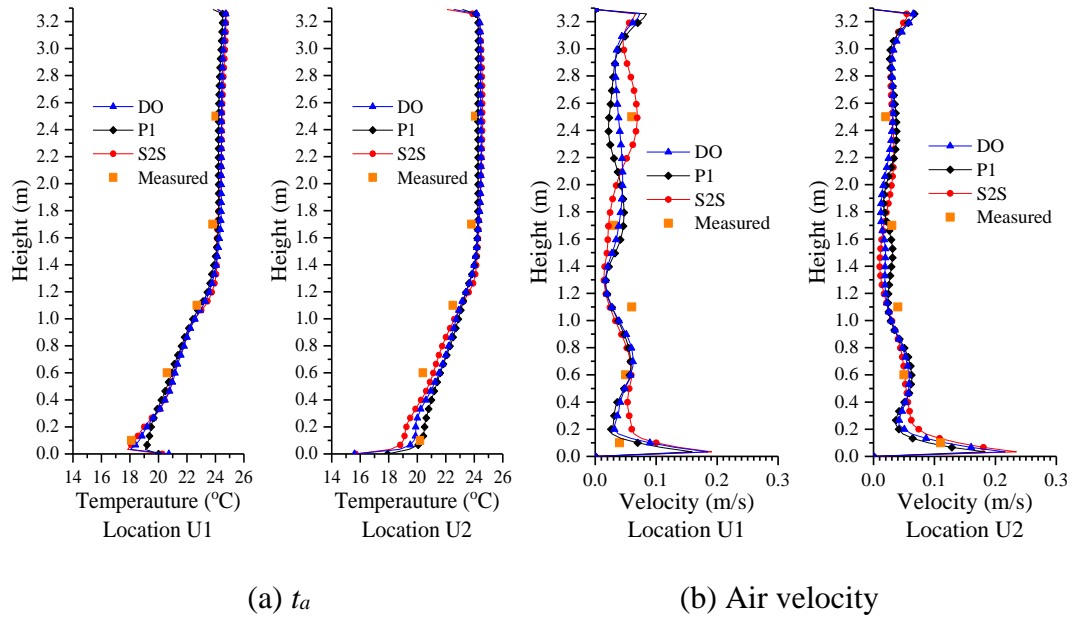 3.2
3.0
2.8
2.6
2.4
2.2
2.0
1.8
1.6
1.4
1.2
1.0
0.8
0.6
0.4
0.2
0.0
Height (m)
DO
P1
S2S
Measured
14 16 18 20 22 24 26
Temperauture (ºC)
Location U1
3.2
3.0
2.8
2.6
2.4
2.2
2.0
1.8
1.6
1.4
1.2
1.0
0.8
0.6
0.4
0.2
0.0
Height (m)
DO
P1
S2S
Measured
14 16 18 20 22 24 26
Temperauture (ºC)
Location U2
3.2
3.0
2.8
2.6
2.4
2.2
2.0
1.8
1.6
1.4
1.2
1.0
0.8
0.6
0.4
0.2
0.0
Height (m)
DO
P1
S2S
Measured
0.0 0.1 0.2 0.3
Velocity (m/s)
Location U1
3.2
3.0
2.8
2.6
2.4
2.2
2.0
1.8
1.6
1.4
1.2
1.0
0.8
0.6
0.4
0.2
0.0
Height (m)
DO
P1
S2S
Measured
0.0 0.1 0.2 0.3
Velocity (m/s)
Location U2
(a) ta
(b) Air velocity